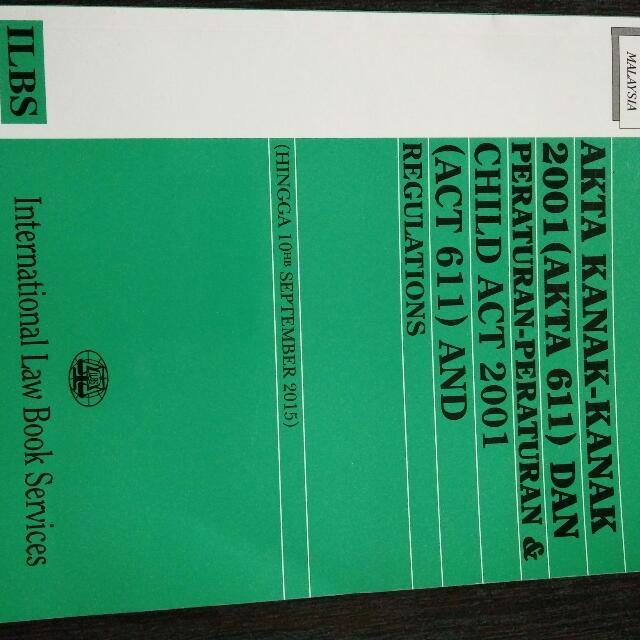 MALAYSIA
AKTA KANAK-KANAK
2001 (AKTA 611) DAN
PERATURAN-PERATURAN &
CHILD ACT 2001
(ACT 611) AND
REGULATIONS
(HINGGA 10HB SEPTEMBER 2015)
ILBS
International Law Book Services
ILBS